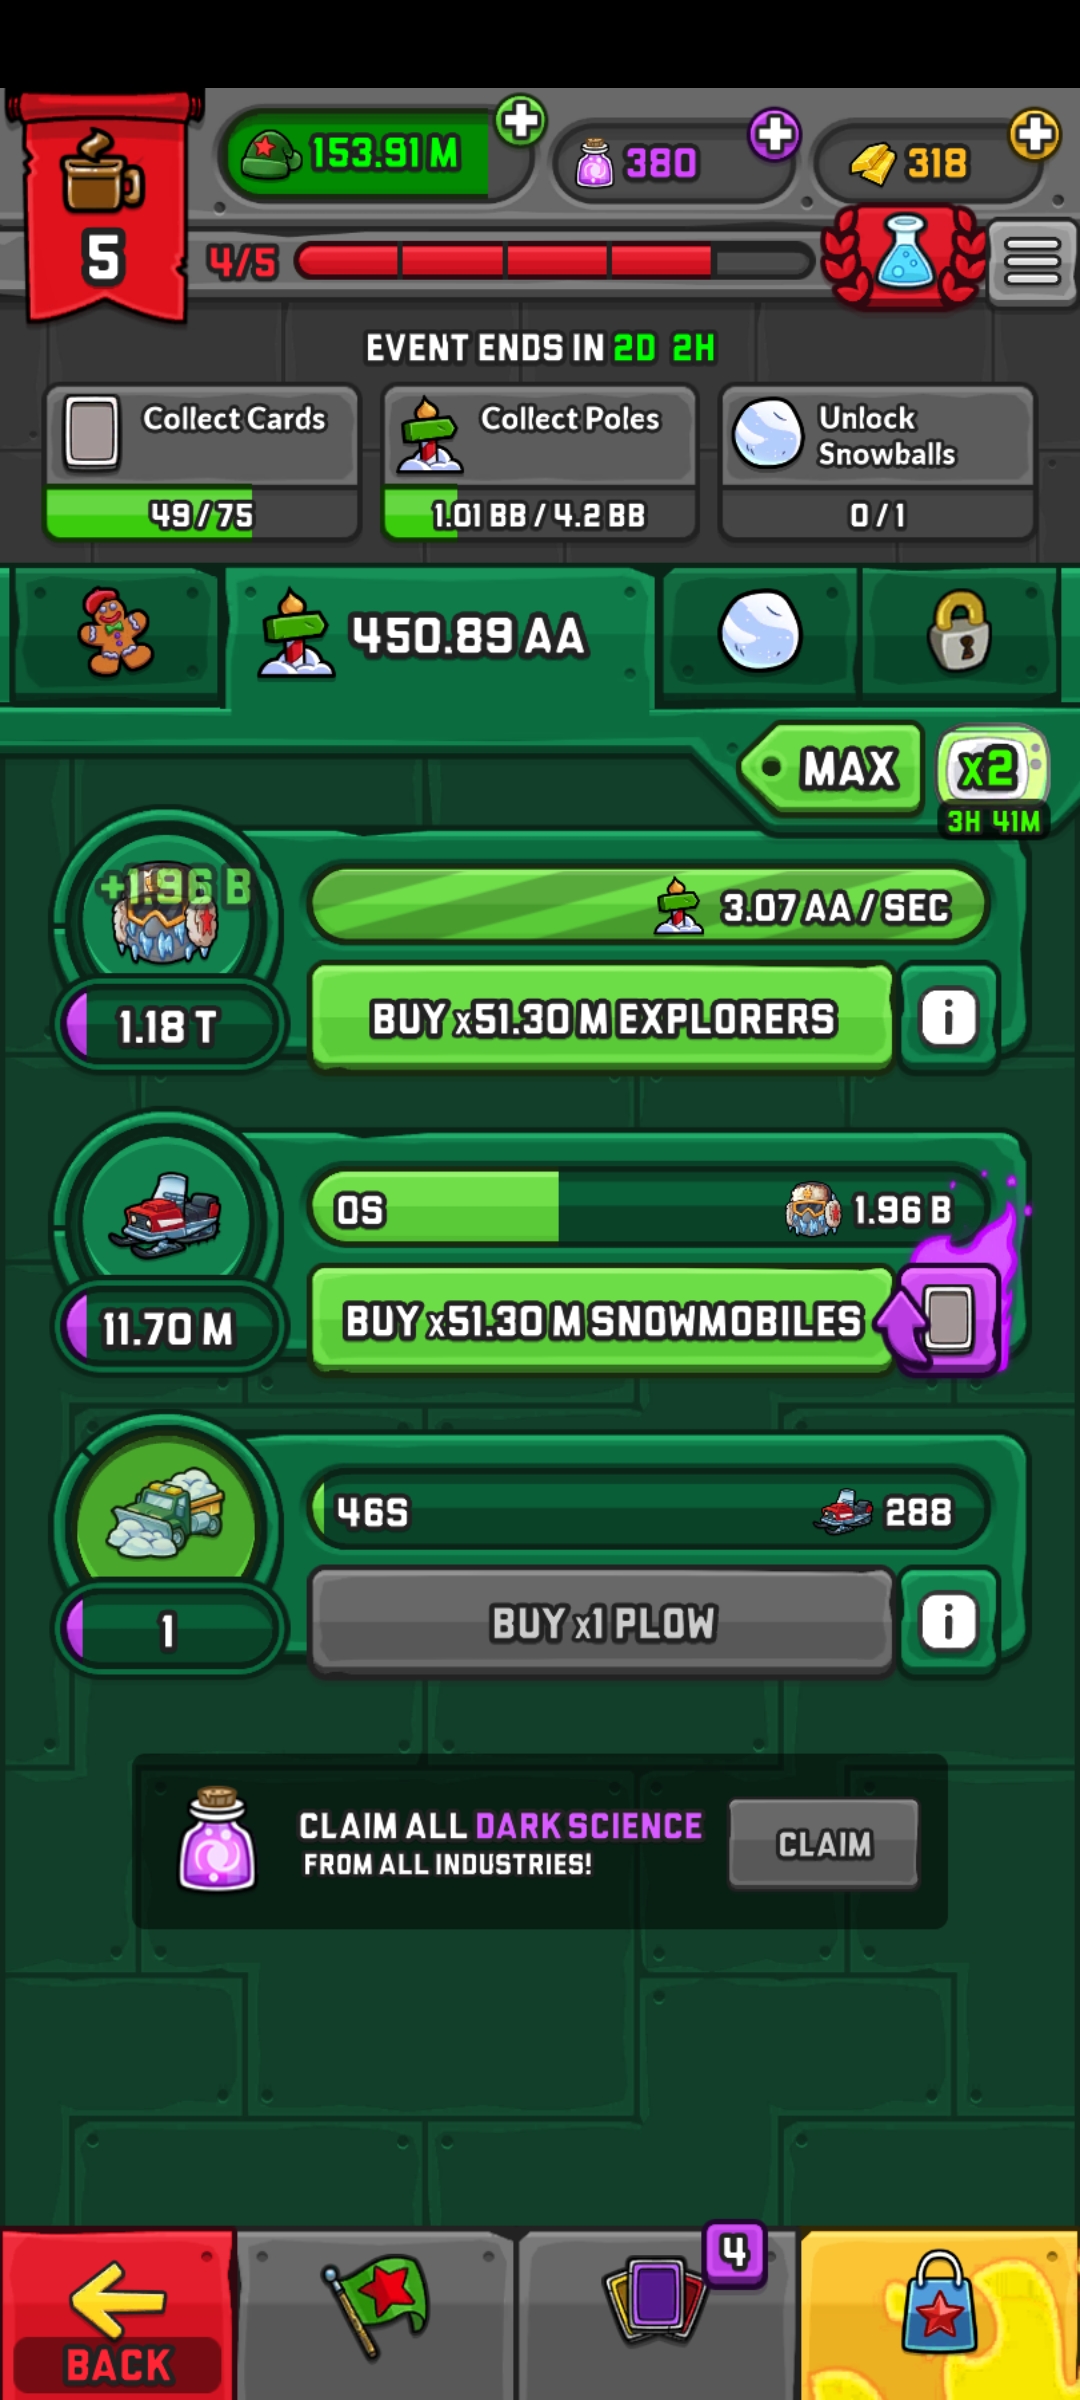 153.91 M
380
318
5
4/5
EVENT ENDS IN 2D 2H
Collect Cards
Collect Poles
Unlock
Snowballs
49/75
1.01 BB / 4.2 BB
0/1
450.89 AA
MAX
x2
3H 41M
+1.96 B
3.07 AA / SEC
1.18 T
BUY x51.30 M EXPLORERS
i
0S
1.96 B
11.70 M
BUY x51.30 M SNOWMOBILES
46S
288
1
BUY x1 PLOW
i
CLAIM ALL DARK SCIENCE
FROM ALL INDUSTRIES!
CLAIM
4
BACK